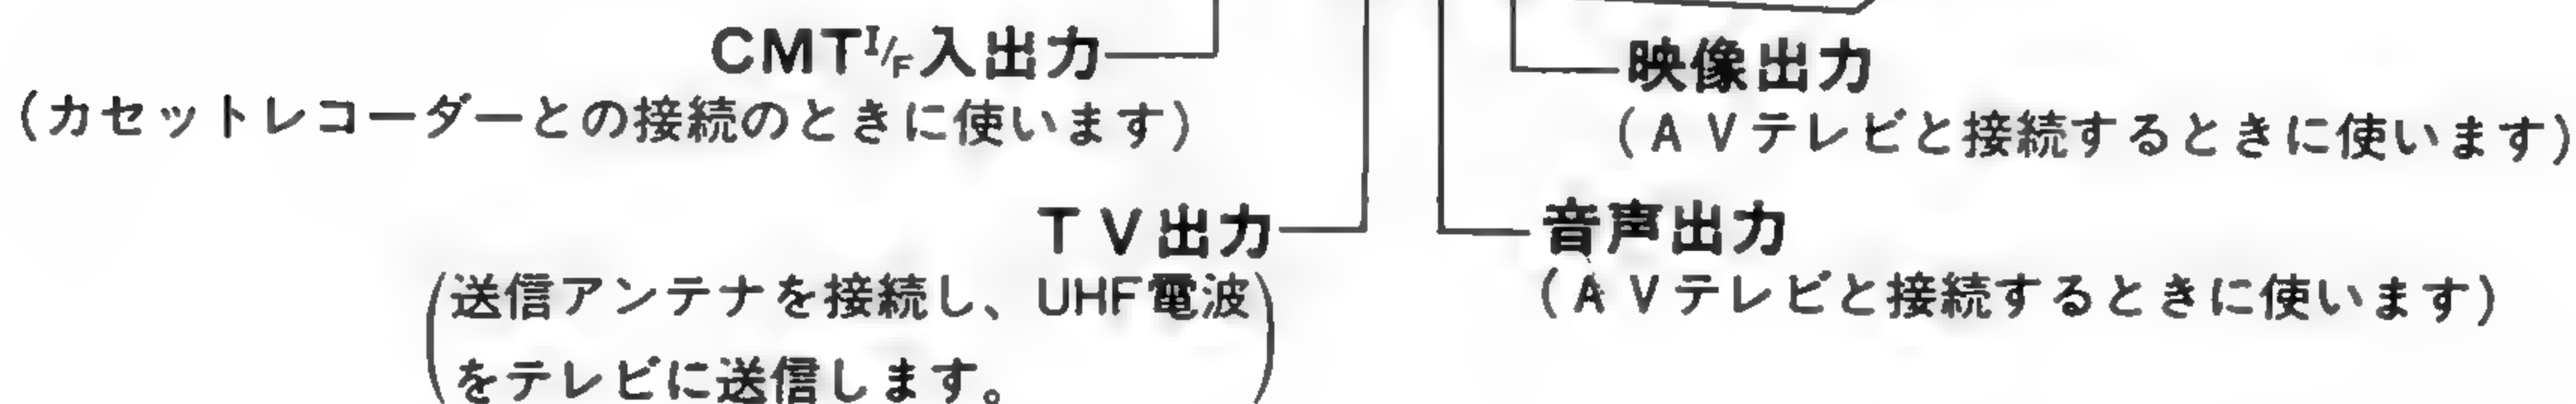 CMTI/F入出力
(カセットレコーダーとの接続のときに使います)
映像出力
(AVテレビと接続するときに使います)
TV出力
(送信アンテナを接続し、UHF電波
をテレビに送信します。)
音声出力
(AVテレビと接続するときに使います)